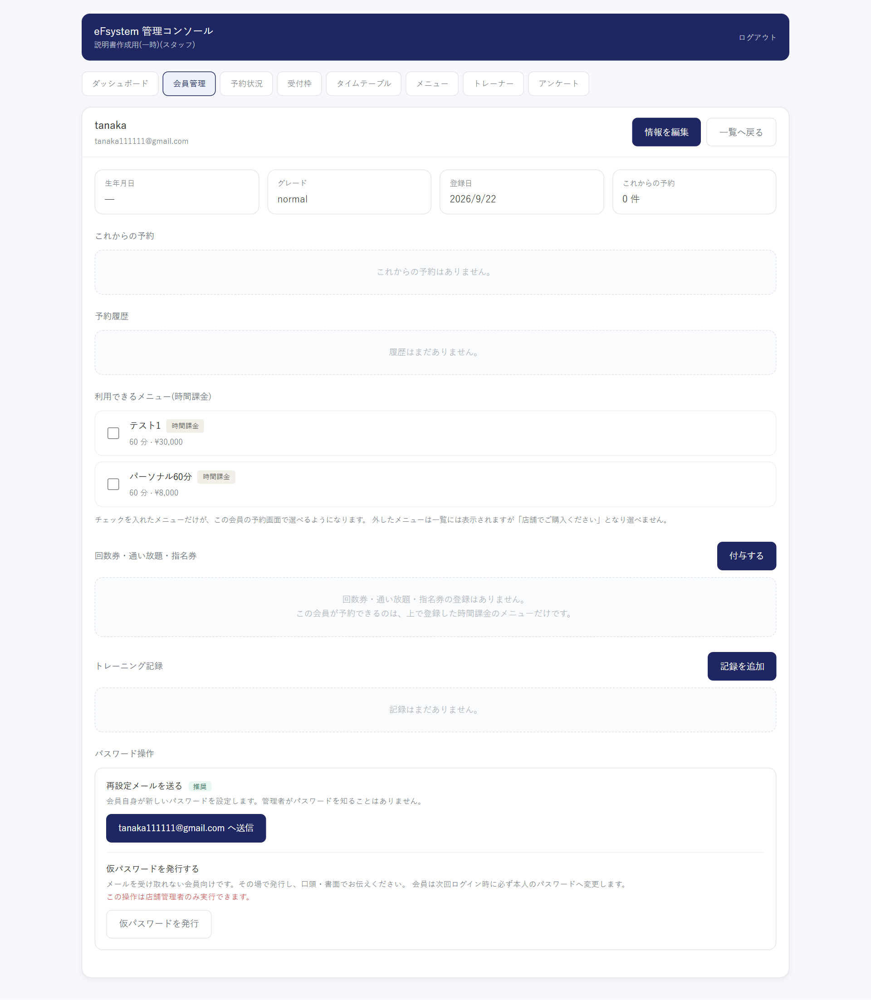 eFsystem 管理コンソール
説明書作成用(一時)(スタッフ)
ログアウト
ダッシュボード
会員管理
予約状況
受付枠
タイムテーブル
メニュー
トレーナー
アンケート
tanaka
tanaka111111@gmail.com
情報を編集
一覧へ戻る
生年月日
—
グレード
normal
登録日
2026/9/22
これからの予約
0 件
これからの予約
これからの予約はありません。
予約履歴
履歴はまだありません。
利用できるメニュー(時間課金)
テスト1 時間課金
60 分 · ¥30,000
パーソナル60分 時間課金
60 分 · ¥8,000
チェックを入れたメニューだけが、この会員の予約画面で選べるようになります。 外したメニューは一覧には表示されますが「店舗でご購入ください」となり選べません。
回数券・通い放題・指名券
付与する
回数券・通い放題・指名券の登録はありません。
この会員が予約できるのは、上で登録した時間課金のメニューだけです。
トレーニング記録
記録を追加
記録はまだありません。
パスワード操作
再設定メールを送る 推奨
会員自身が新しいパスワードを設定します。管理者がパスワードを知ることはありません。
tanaka111111@gmail.com へ送信
仮パスワードを発行する
メールを受け取れない会員向けです。その場で発行し、口頭・書面でお伝えください。 会員は次回ログイン時に必ず本人のパスワードへ変更します。
この操作は店舗管理者のみ実行できます。
仮パスワードを発行